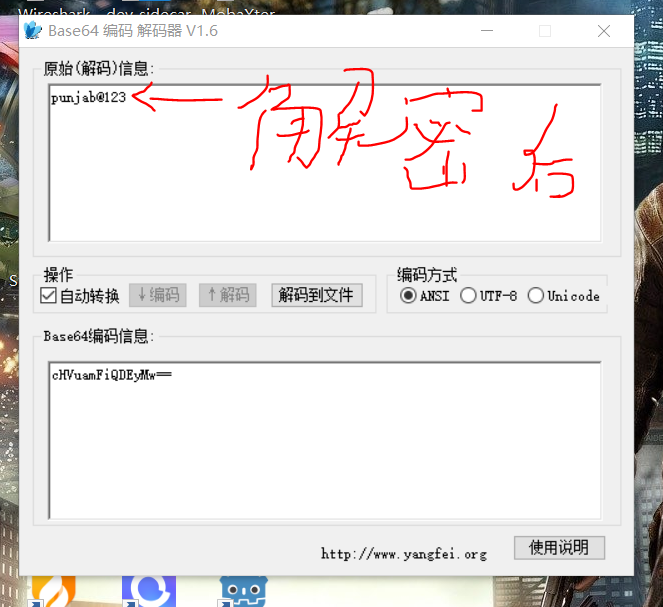 Wireshark dev-sidecar MobaXter
Base64 编码 解码器 V1.6
原始(解码)信息:
punjab@123
解密后
操作
自动转换 ↓编码 ↑解码 解码到文件
编码方式
ANSI UTF-8 Unicode
Base64编码信息:
cHVuamFiQDEyMw==
http://www.yangfei.org
使用说明